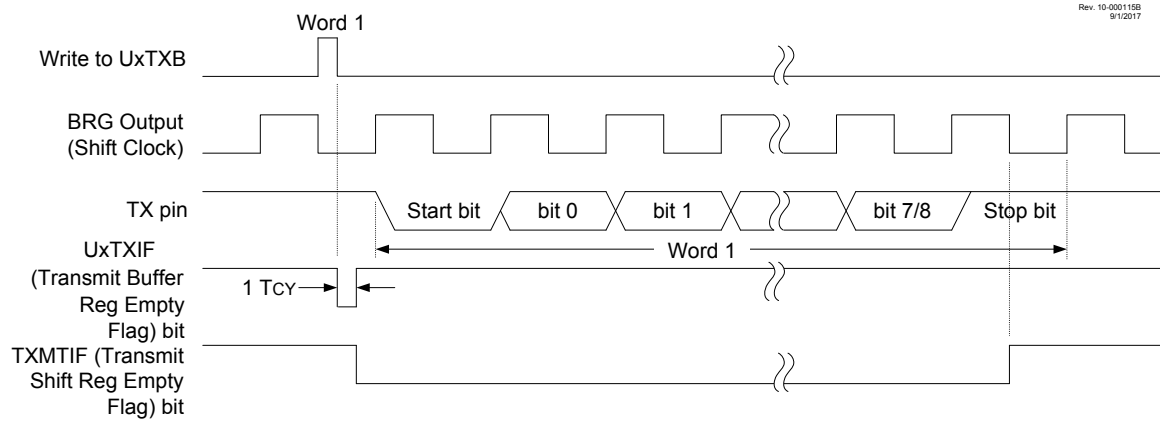 Rev. 10-000115B
9/1/2017
Word 1
Write to UxTXB
BRG Output
(Shift Clock)
TX pin
Start bit
bit 0
bit 1
bit 7/8
Stop bit
Word 1
UxTXIF
(Transmit Buffer
Reg Empty
Flag) bit
1 TCY
TXMTIF (Transmit
Shift Reg Empty
Flag) bit